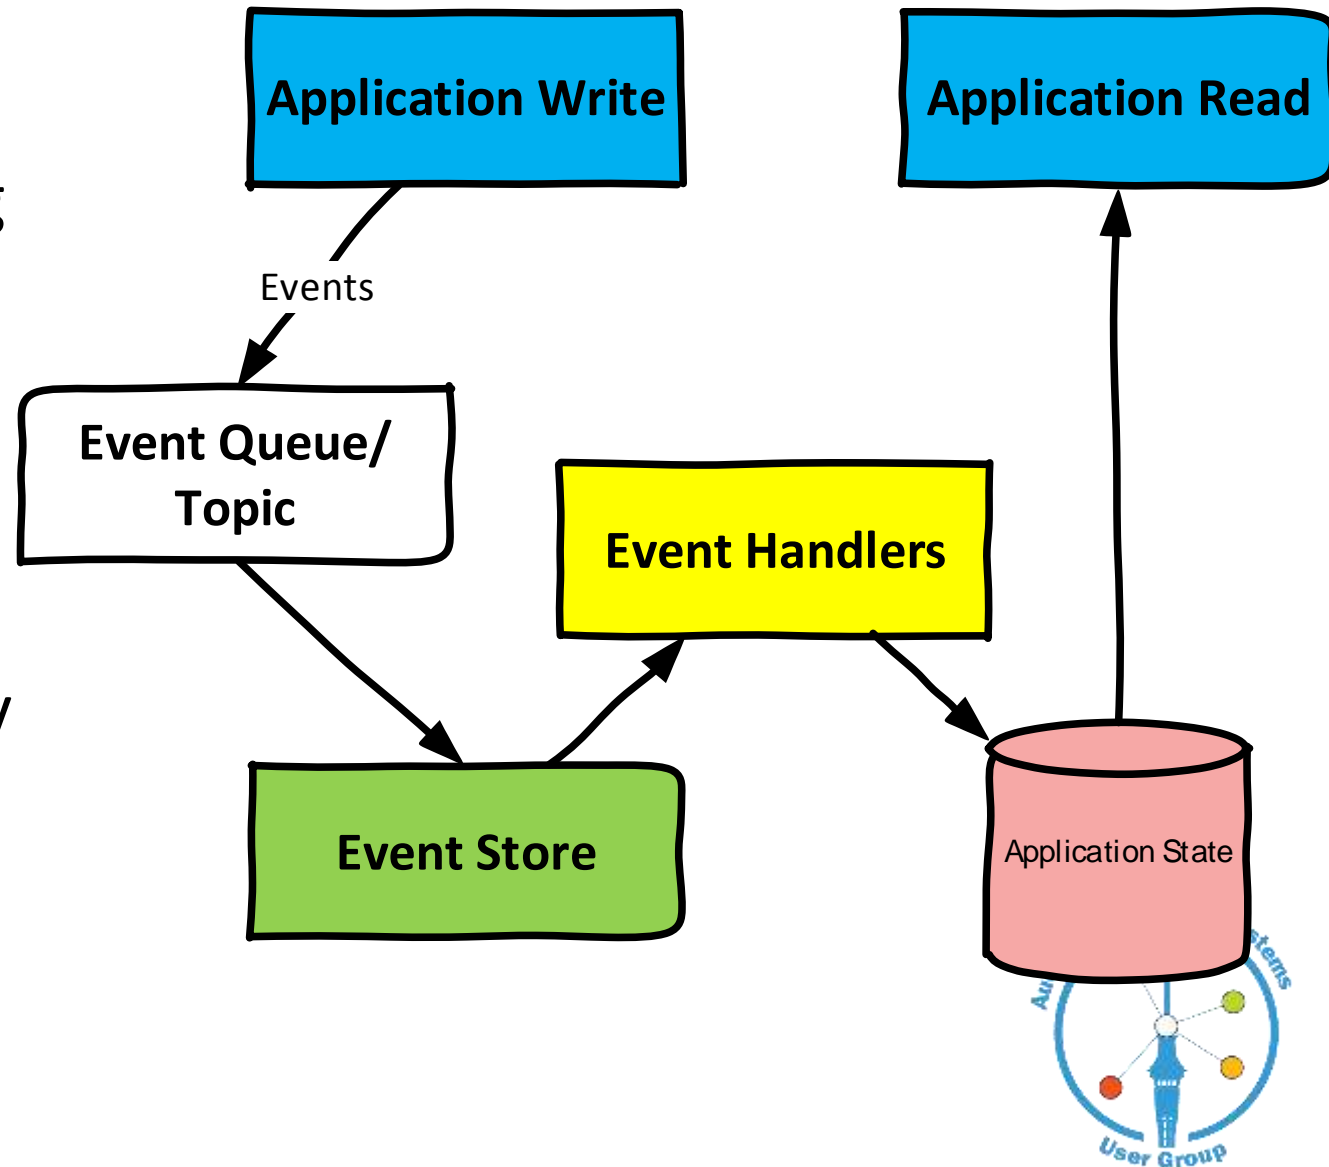 Application Write
Application Read
Events
Event Queue/
Topic
Event Handlers
Event Store
Application State
User Group